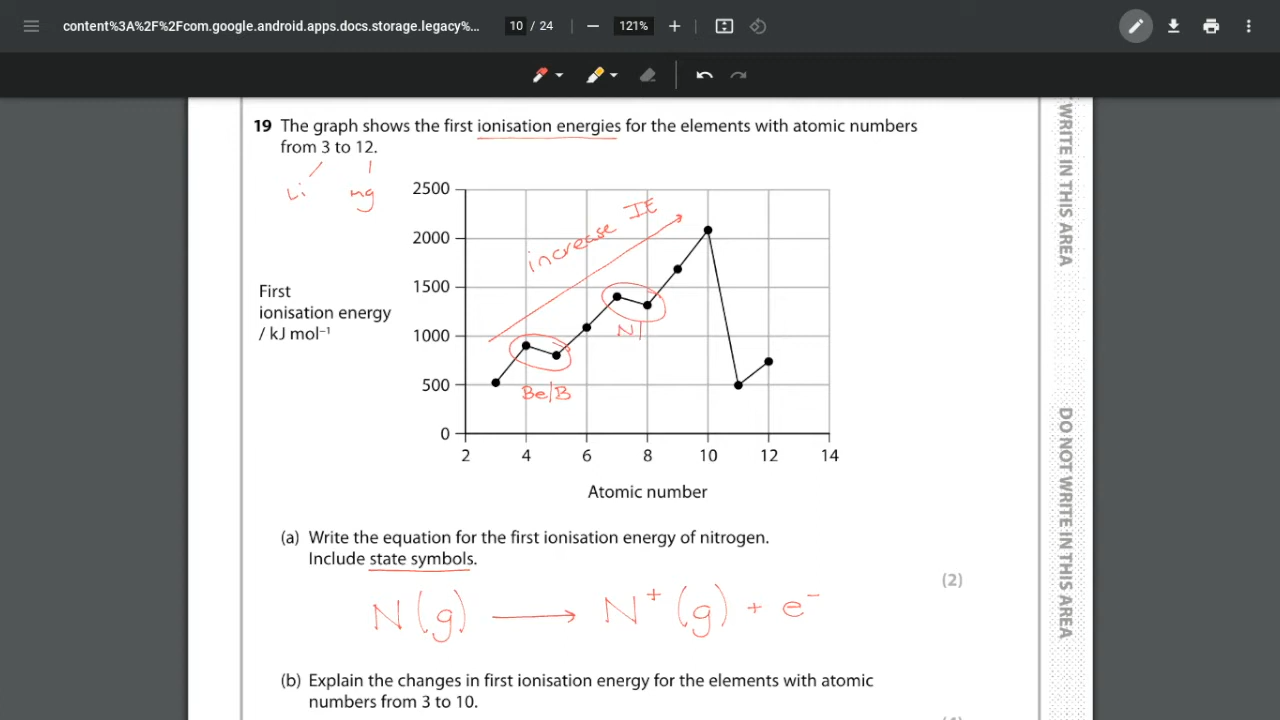 content%3A%2F%2Fcom.google.android.apps.docs.storage.legacy%...
10 / 24
121%
19 The graph shows the first ionisation energies for the elements with atomic numbers
from 3 to 12.
Li
mg
First
ionisation energy
/ kJ mol⁻¹
2500
2000
1500
1000
500
0
increase IE
N/
Be/B
2 4 6 8 10 12 14
Atomic number
(a) Write the equation for the first ionisation energy of nitrogen.
Include state symbols.
(2)
N(g) ⟶ N⁺(g) + e⁻
(b) Explain the changes in first ionisation energy for the elements with atomic
numbers from 3 to 10.
WRITE IN THIS AREA
DO NOT WRITE IN THIS AREA